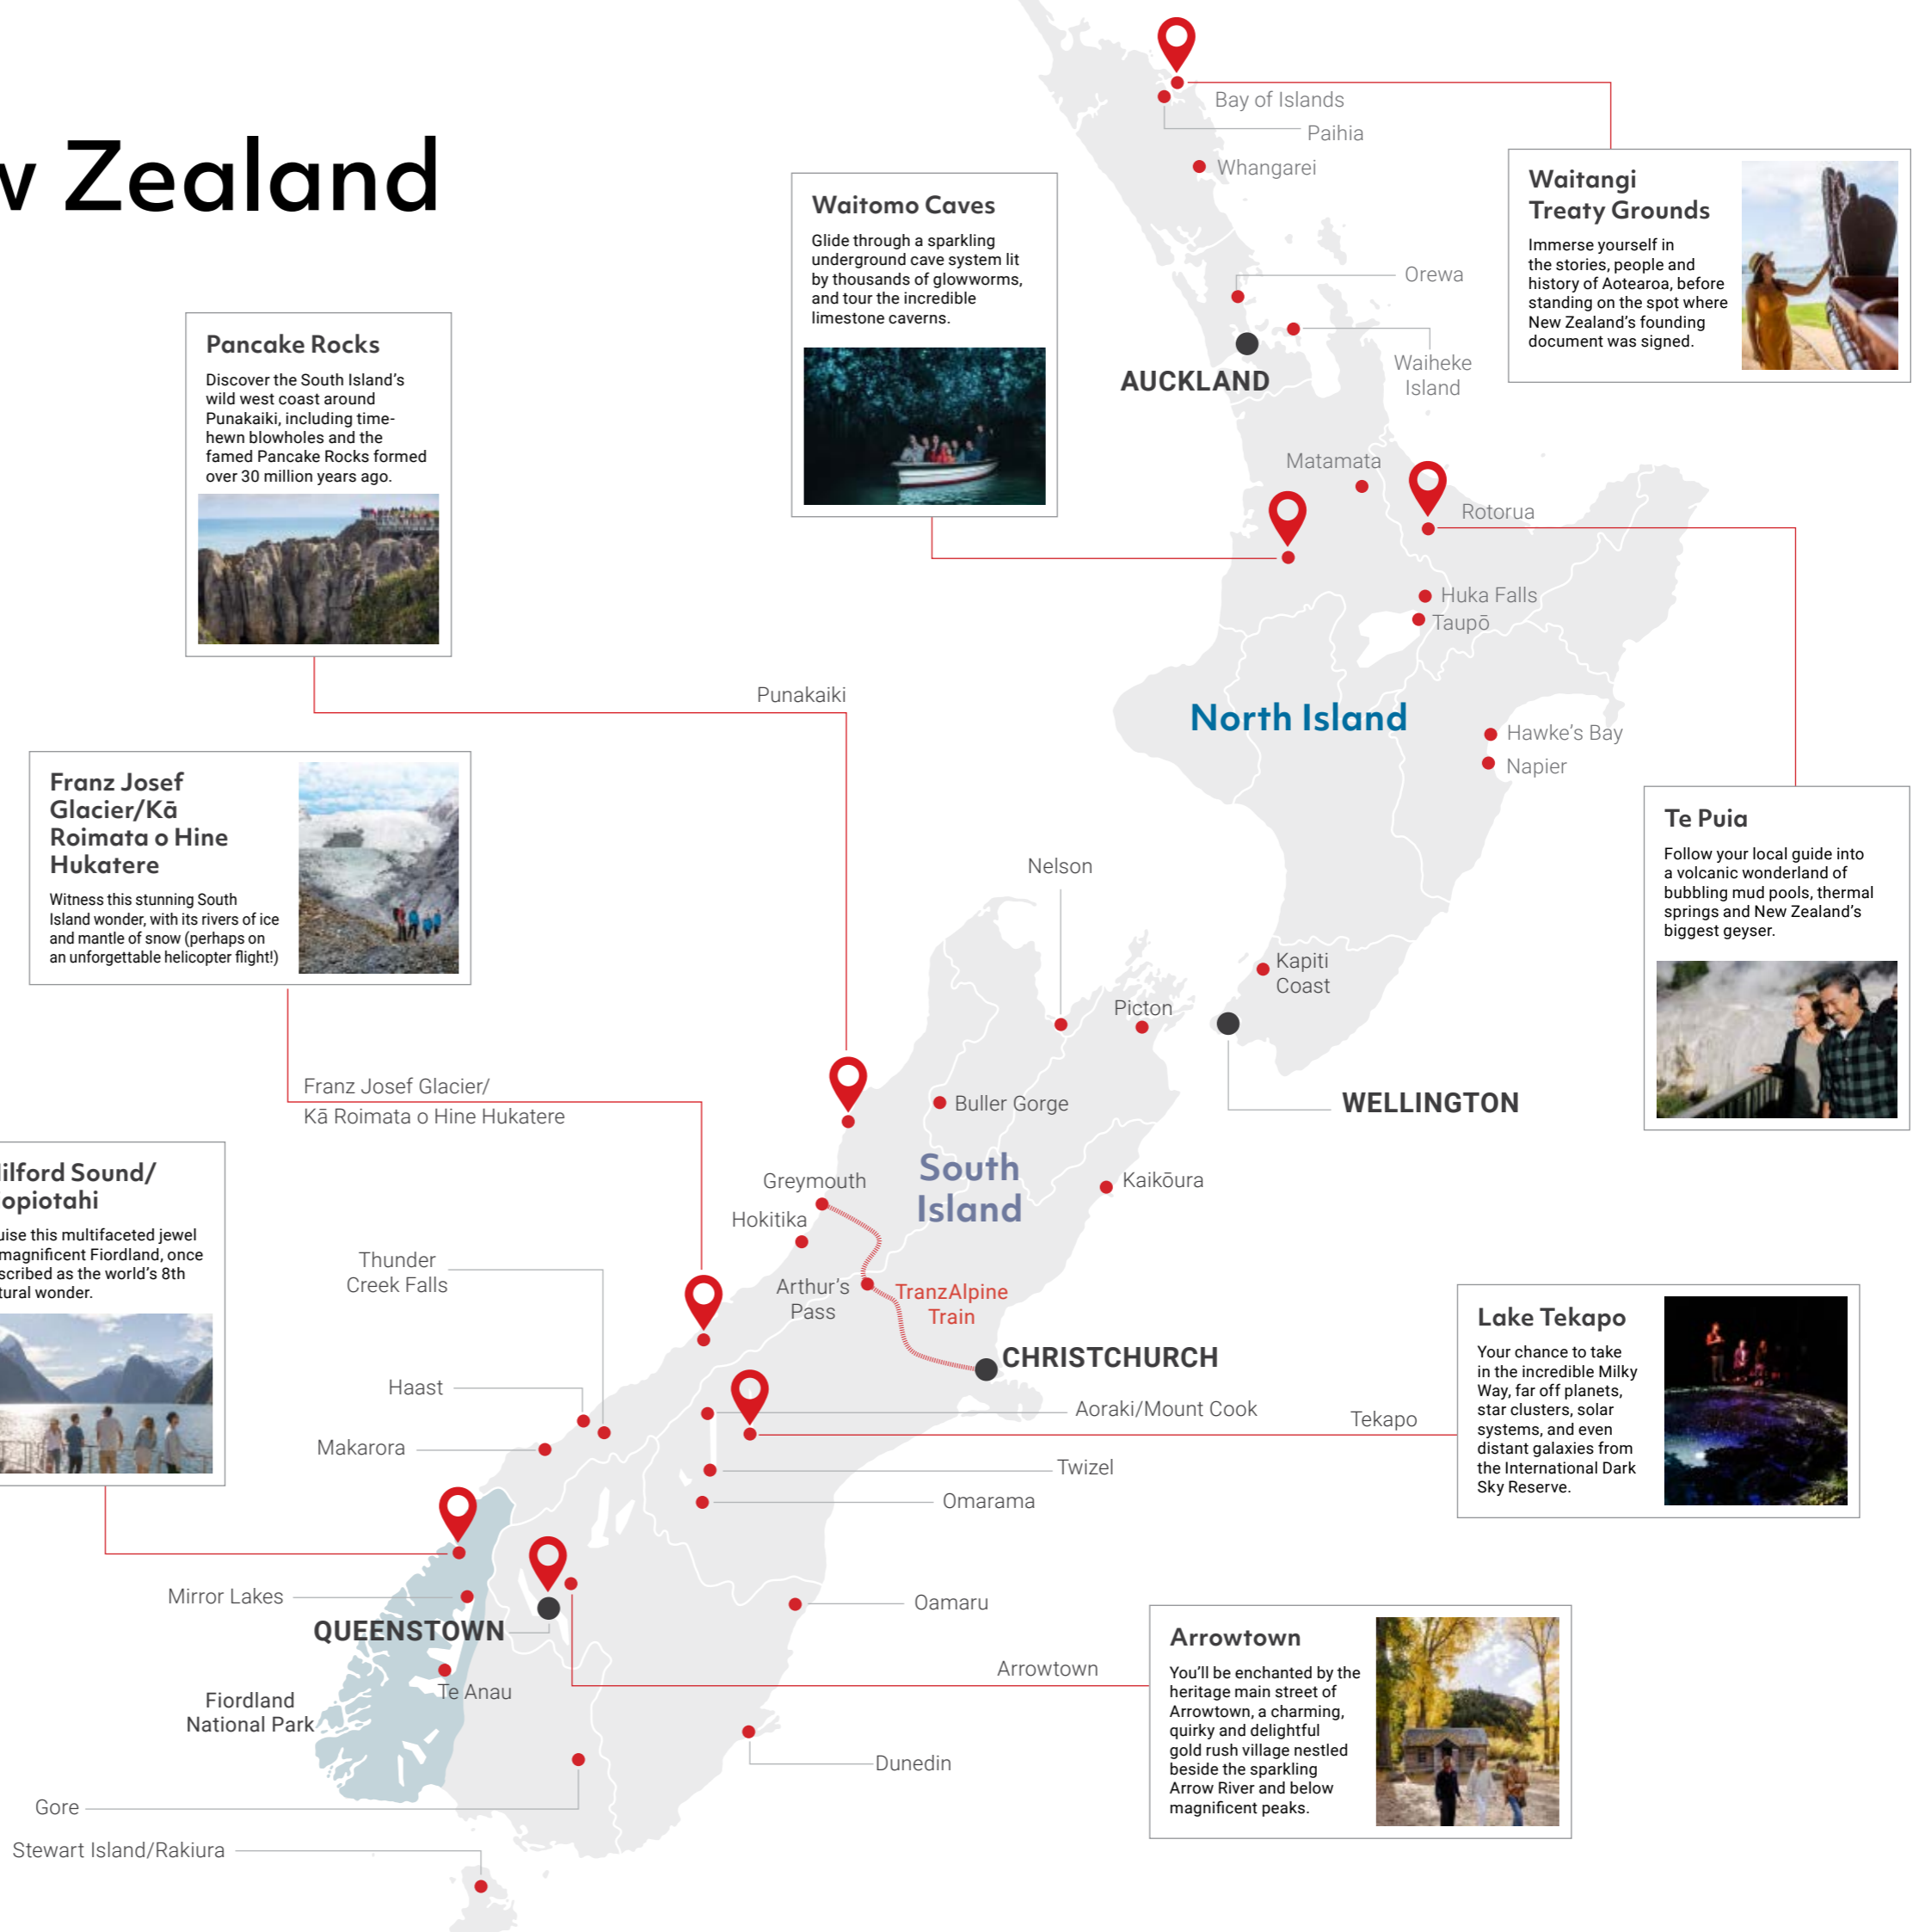 w Zealand
Bay of Islands
Paihia
Whangarei
Waitangi
Treaty Grounds
Immerse yourself in
the stories, people and
history of Aotearoa, before
standing on the spot where
New Zealand's founding
document was signed.
Waitomo Caves
Glide through a sparkling
underground cave system lit
by thousands of glowworms,
and tour the incredible
limestone caverns.
Orewa
AUCKLAND
Waiheke
Island
Pancake Rocks
Discover the South Island's
wild west coast around
Punakaiki, including time-
hewn blowholes and the
famed Pancake Rocks formed
over 30 million years ago.
Matamata
Rotorua
Huka Falls
Taupō
Punakaiki
North Island
Hawke's Bay
Napier
Franz Josef
Glacier/Kā
Roimata o Hine
Hukatere
Witness this stunning South
Island wonder, with its rivers of ice
and mantle of snow (perhaps on
an unforgettable helicopter flight!)
Te Puia
Follow your local guide into
a volcanic wonderland of
bubbling mud pools, thermal
springs and New Zealand's
biggest geyser.
Nelson
Kapiti
Coast
Picton
Franz Josef Glacier/
Kā Roimata o Hine Hukatere
Buller Gorge
WELLINGTON
South
Island
Kaikōura
Greymouth
Hokitika
ilford Sound/
opiotahi
uise this multifaceted jewel
magnificent Fiordland, once
scribed as the world's 8th
tural wonder.
Thunder
Creek Falls
Arthur's
Pass
TranzAlpine
Train
CHRISTCHURCH
Haast
Aoraki/Mount Cook
Tekapo
Lake Tekapo
Your chance to take
in the incredible Milky
Way, far off planets,
star clusters, solar
systems, and even
distant galaxies from
the International Dark
Sky Reserve.
Makarora
Twizel
Omarama
Mirror Lakes
QUEENSTOWN
Oamaru
Arrowtown
Arrowtown
You'll be enchanted by the
heritage main street of
Arrowtown, a charming,
quirky and delightful
gold rush village nestled
beside the sparkling
Arrow River and below
magnificent peaks.
Te Anau
Fiordland
National Park
Dunedin
Gore
Stewart Island/Rakiura